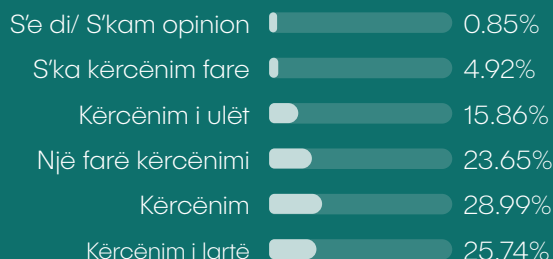 S'e di/ S'kam opinion 0.85%
S'ka kërcënim fare 4.92%
Kërcënim i ulët 15.86%
Një farë kërcënimi 23.65%
Kërcënim 28.99%
Kërcënim i lartë 25.74%